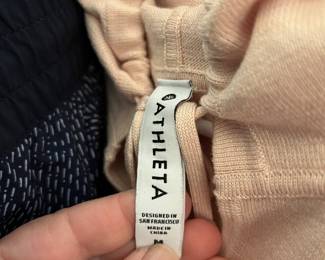 ATHLETA
DESIGNED IN
SAN FRANCISCO
MADE IN
CHINA
M